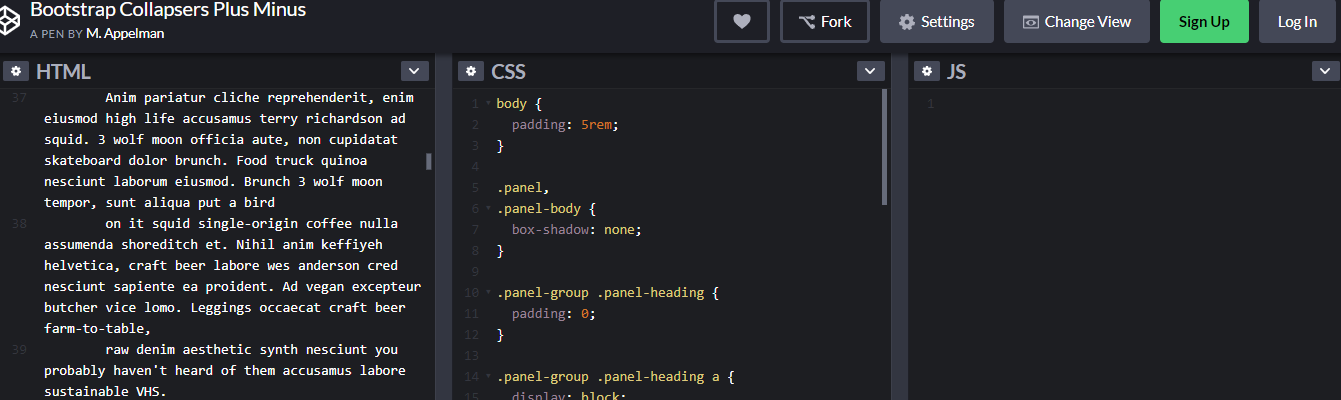 Bootstrap Collapsers Plus Minus
A PEN BY M. Appelman
Fork
Settings
Change View
Sign Up
Log In
HTML
37 Anim pariatur cliche reprehenderit, enim
eiusmod high life accusamus terry richardson ad
squid. 3 wolf moon officia aute, non cupidatat
skateboard dolor brunch. Food truck quinoa
nesciunt laborum eiusmod. Brunch 3 wolf moon
tempor, sunt aliqua put a bird
38 on it squid single-origin coffee nulla
assumenda shoreditch et. Nihil anim keffiyeh
helvetica, craft beer labore wes anderson cred
nesciunt sapiente ea proident. Ad vegan excepteur
butcher vice lomo. Leggings occaecat craft beer
farm-to-table,
39 raw denim aesthetic synth nesciunt you
probably haven't heard of them accusamus labore
sustainable VHS.
CSS
1 body {
2 padding: 5rem;
3 }
4
5 .panel,
6 .panel-body {
7 box-shadow: none;
8 }
9
10 .panel-group .panel-heading {
11 padding: 0;
12 }
13
14 .panel-group .panel-heading a {
15 display: block;
JS
1